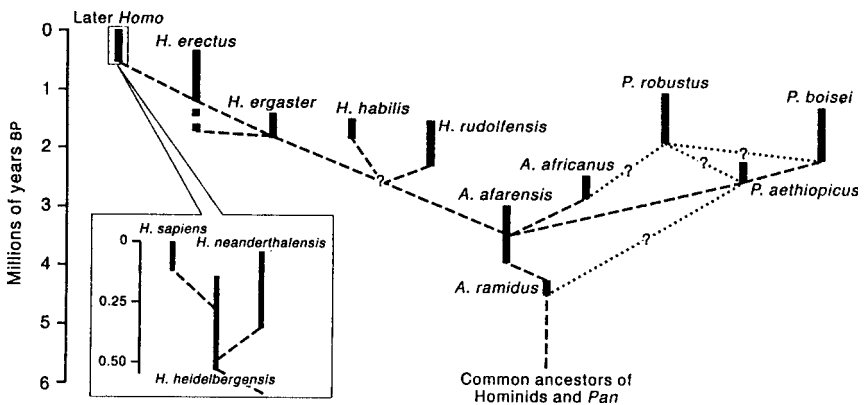 Later Homo
H. erectus
H. ergaster
H. habilis
H. rudolfensis
P. robustus
P. boisei
A. africanus
A. afarensis
P. aethiopicus
A. ramidus
?
?
?
?
?
Common ancestors of
Hominids and Pan
Millions of years BP
0
1
2
3
4
5
6
H. sapiens
H. neanderthalensis
H. heidelbergensis
0
0.25
0.50